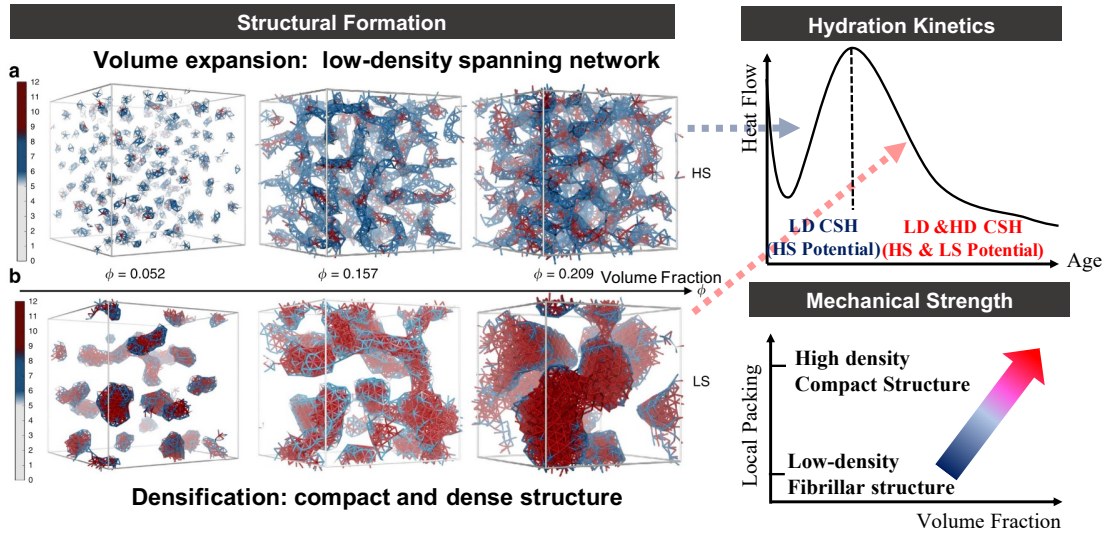 Structural Formation
Volume expansion: low-density spanning network
a
12
11
10
9
8
7
6
5
4
3
2
1
0
HS
ϕ = 0.052
ϕ = 0.157
ϕ = 0.209
Volume Fraction
ϕ
b
12
11
10
9
8
7
6
5
4
3
2
1
0
LS
Densification: compact and dense structure
Hydration Kinetics
Heat Flow
LD CSH
(HS Potential)
LD &HD CSH
(HS & LS Potential)
Age
Mechanical Strength
Local Packing
High density
Compact Structure
Low-density
Fibrillar structure
Volume Fraction